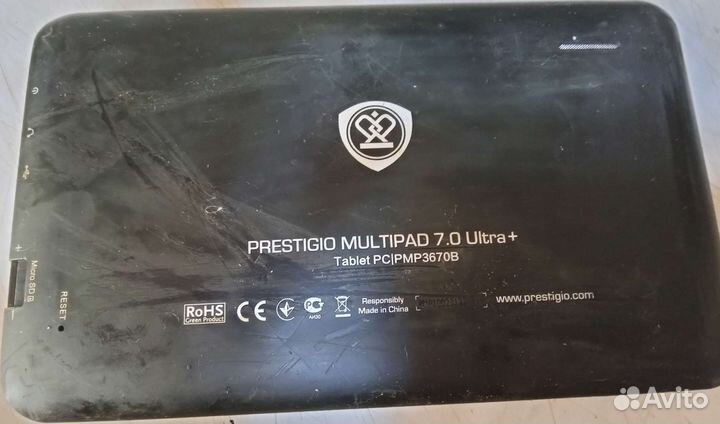 PRESTIGIO MULTIPAD 7.0 Ultra+
Tablet PC|PMP3670B
RoHS
Green Product
CE
АИ30
Responsibly
Made in China
www.prestigio.com
Micro SD
RESET
Avito